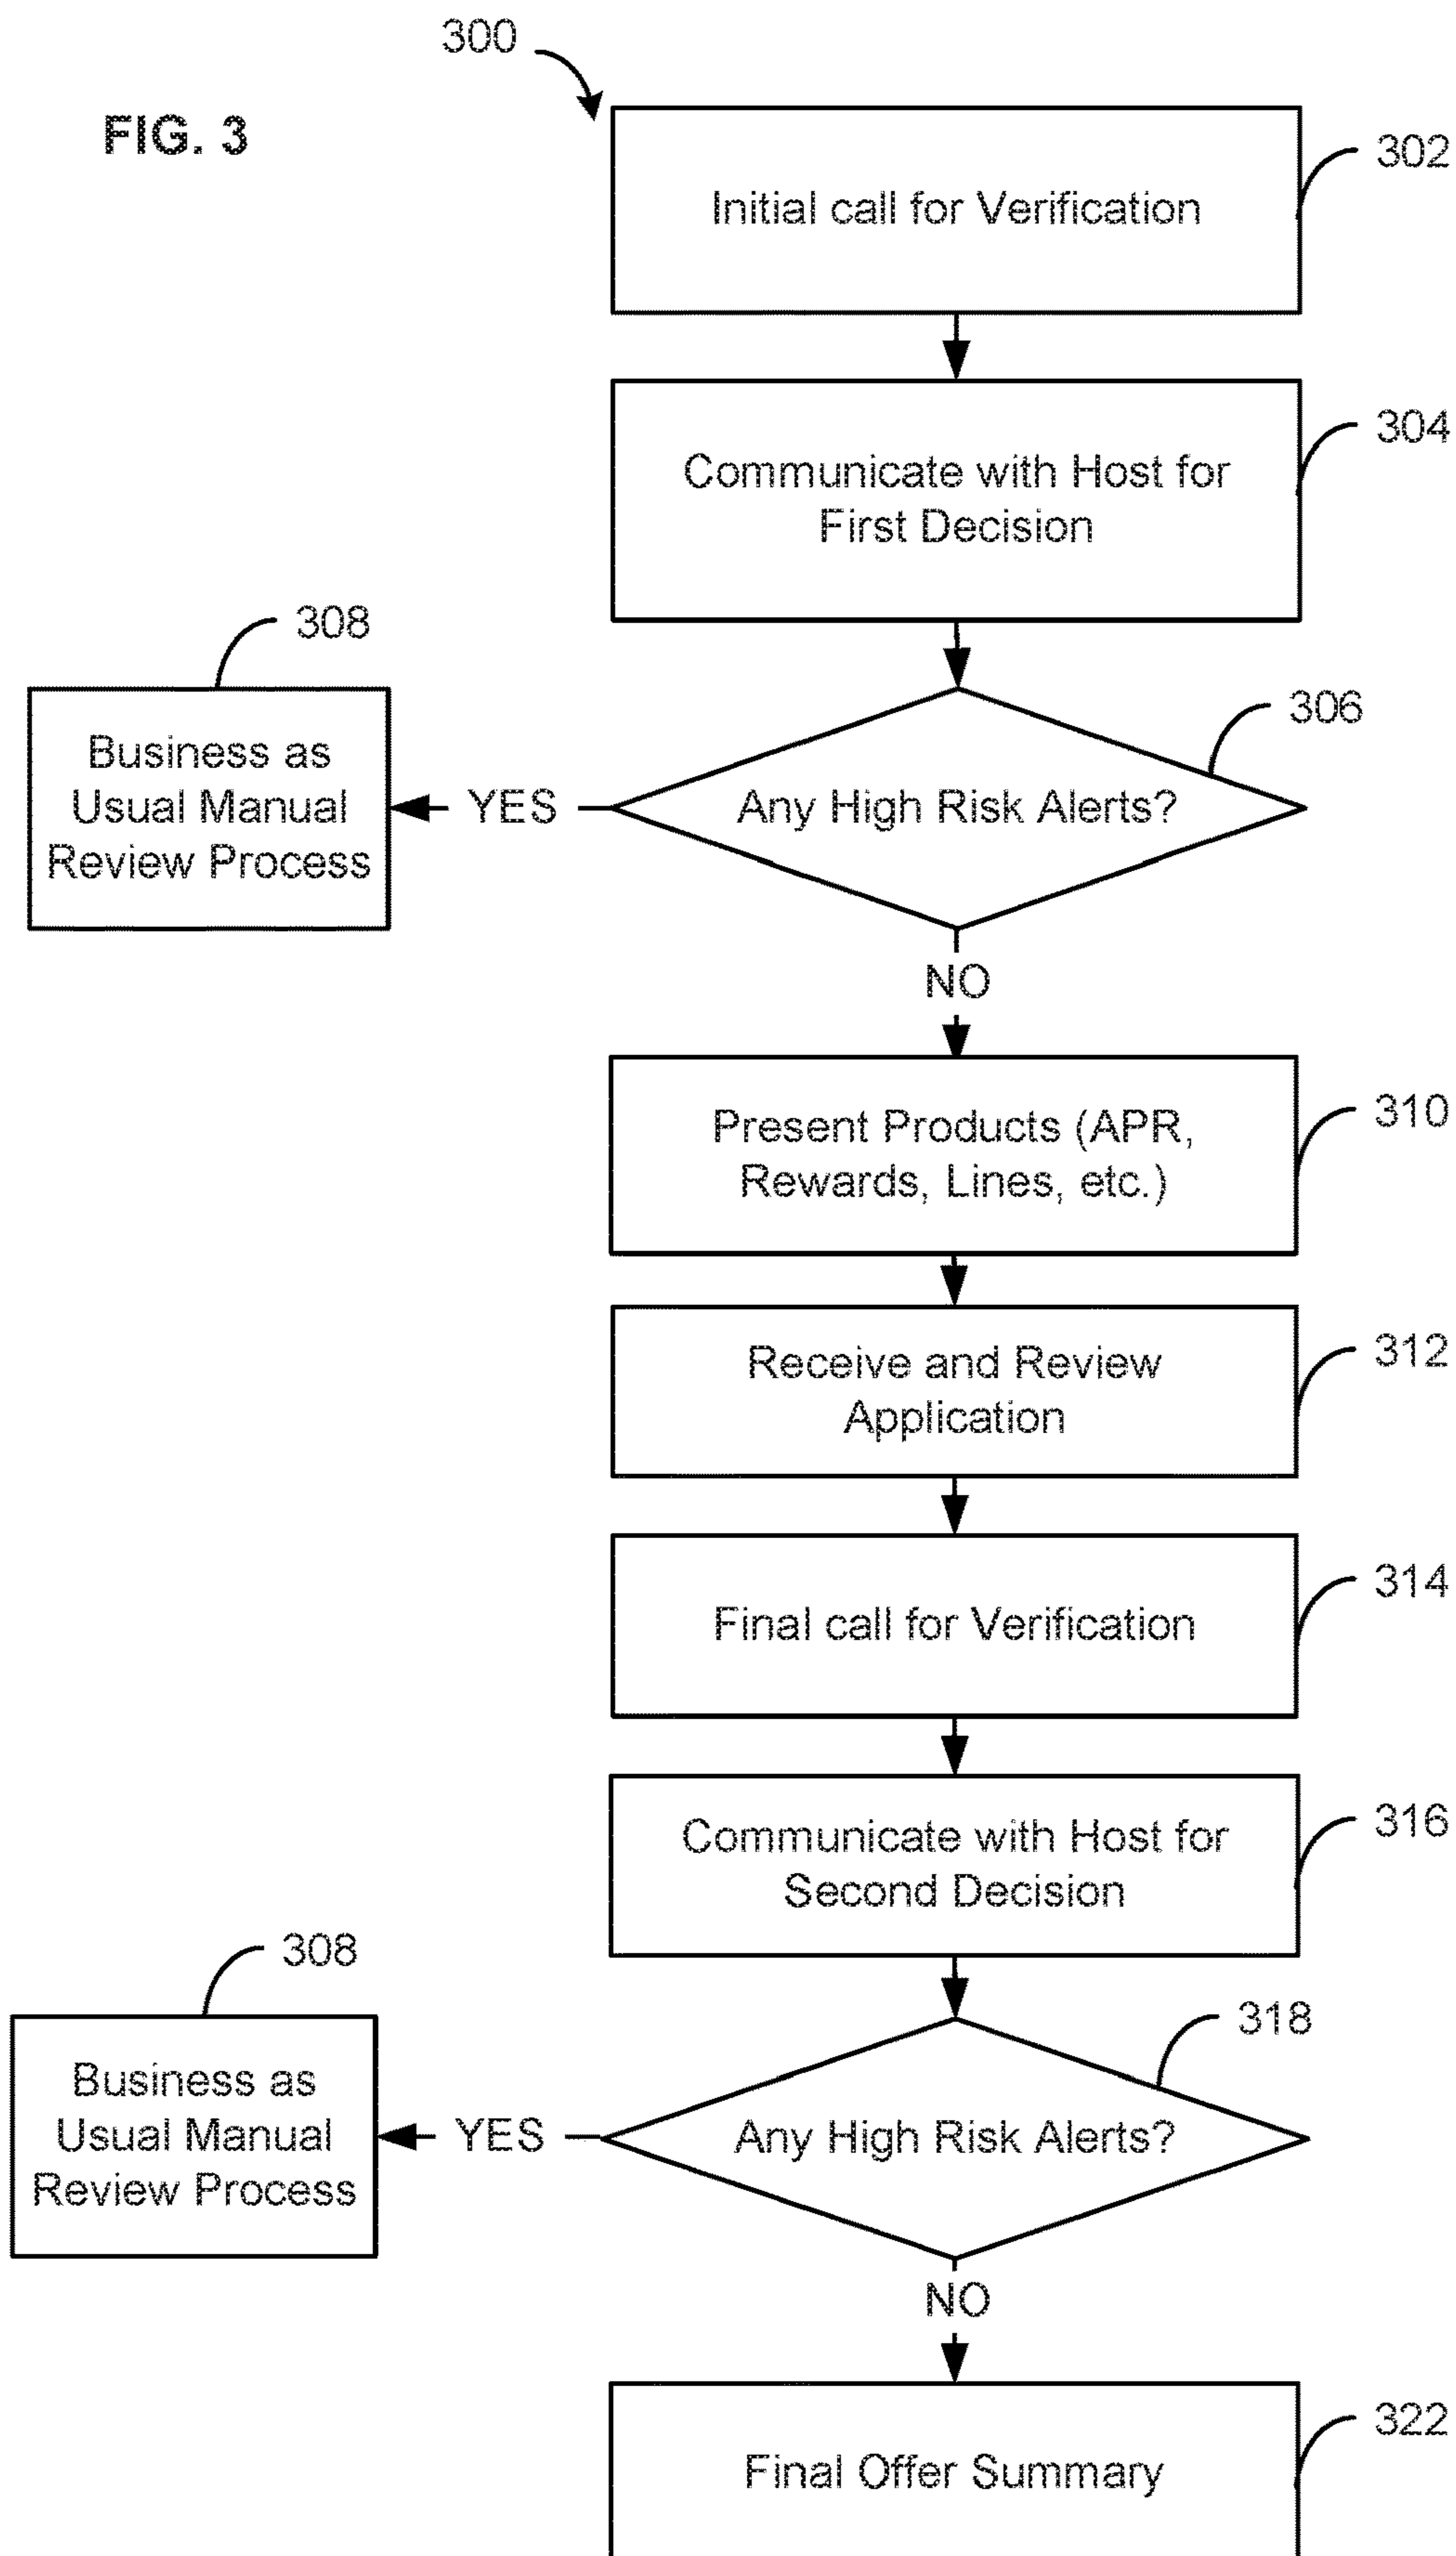 300
FIG. 3
302
Initial call for Verification
304
Communicate with Host for
First Decision
308
306
Business as
Usual Manual
Review Process
YES
Any High Risk Alerts?
NO
310
Present Products (APR,
Rewards, Lines, etc.)
312
Receive and Review
Application
314
Final call for Verification
316
Communicate with Host for
Second Decision
308
318
Business as
Usual Manual
Review Process
YES
Any High Risk Alerts?
NO
322
Final Offer Summary